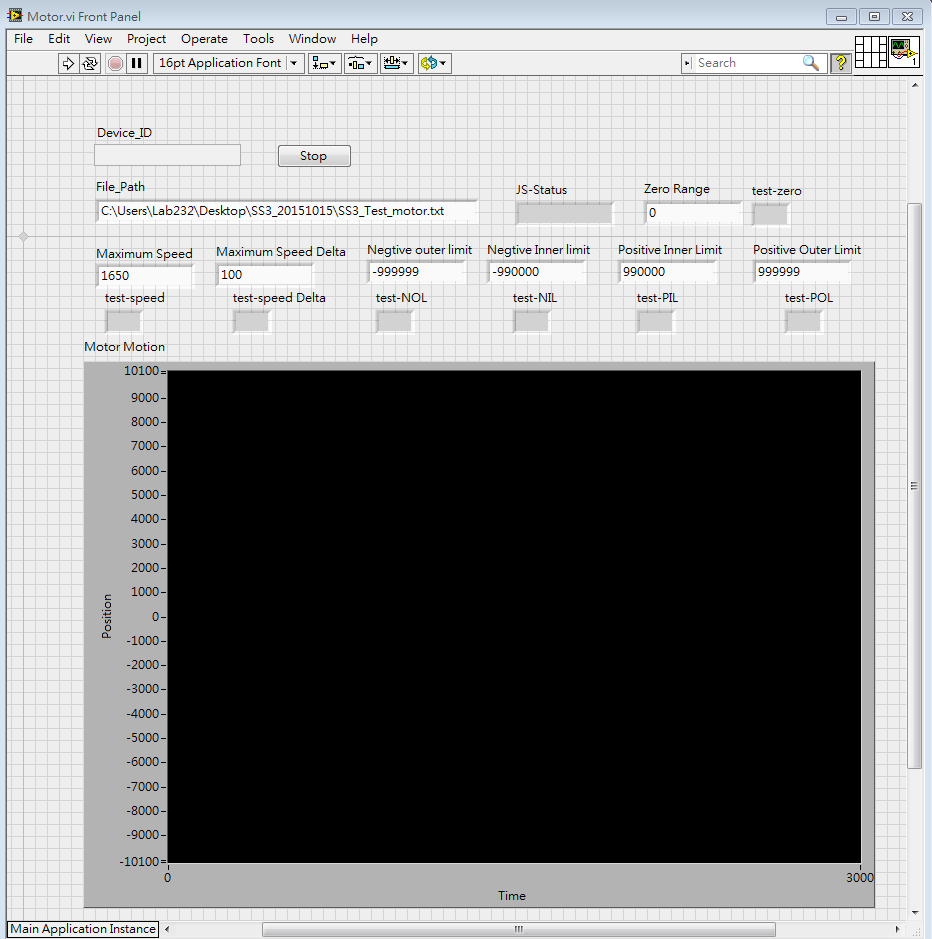 Motor.vi Front Panel
File Edit View Project Operate Tools Window Help
16pt Application Font Search ? 1
Device_ID
Stop
File_Path
JS-Status Zero Range test-zero
C:\Users\Lab232\Desktop\SS3_20151015\SS3_Test_motor.txt 0
Maximum Speed Maximum Speed Delta Negtive outer limit Negtive Inner limit Positive Inner Limit Positive Outer Limit
1650 100 -999999 -990000 990000 999999
test-speed test-speed Delta test-NOL test-NIL test-PIL test-POL
Motor Motion
10100
9000
8000
7000
6000
5000
4000
3000
2000
1000
0
-1000
-2000
-3000
-4000
-5000
-6000
-7000
-8000
-9000
-10100
Position
0 3000
Time
Main Application Instance